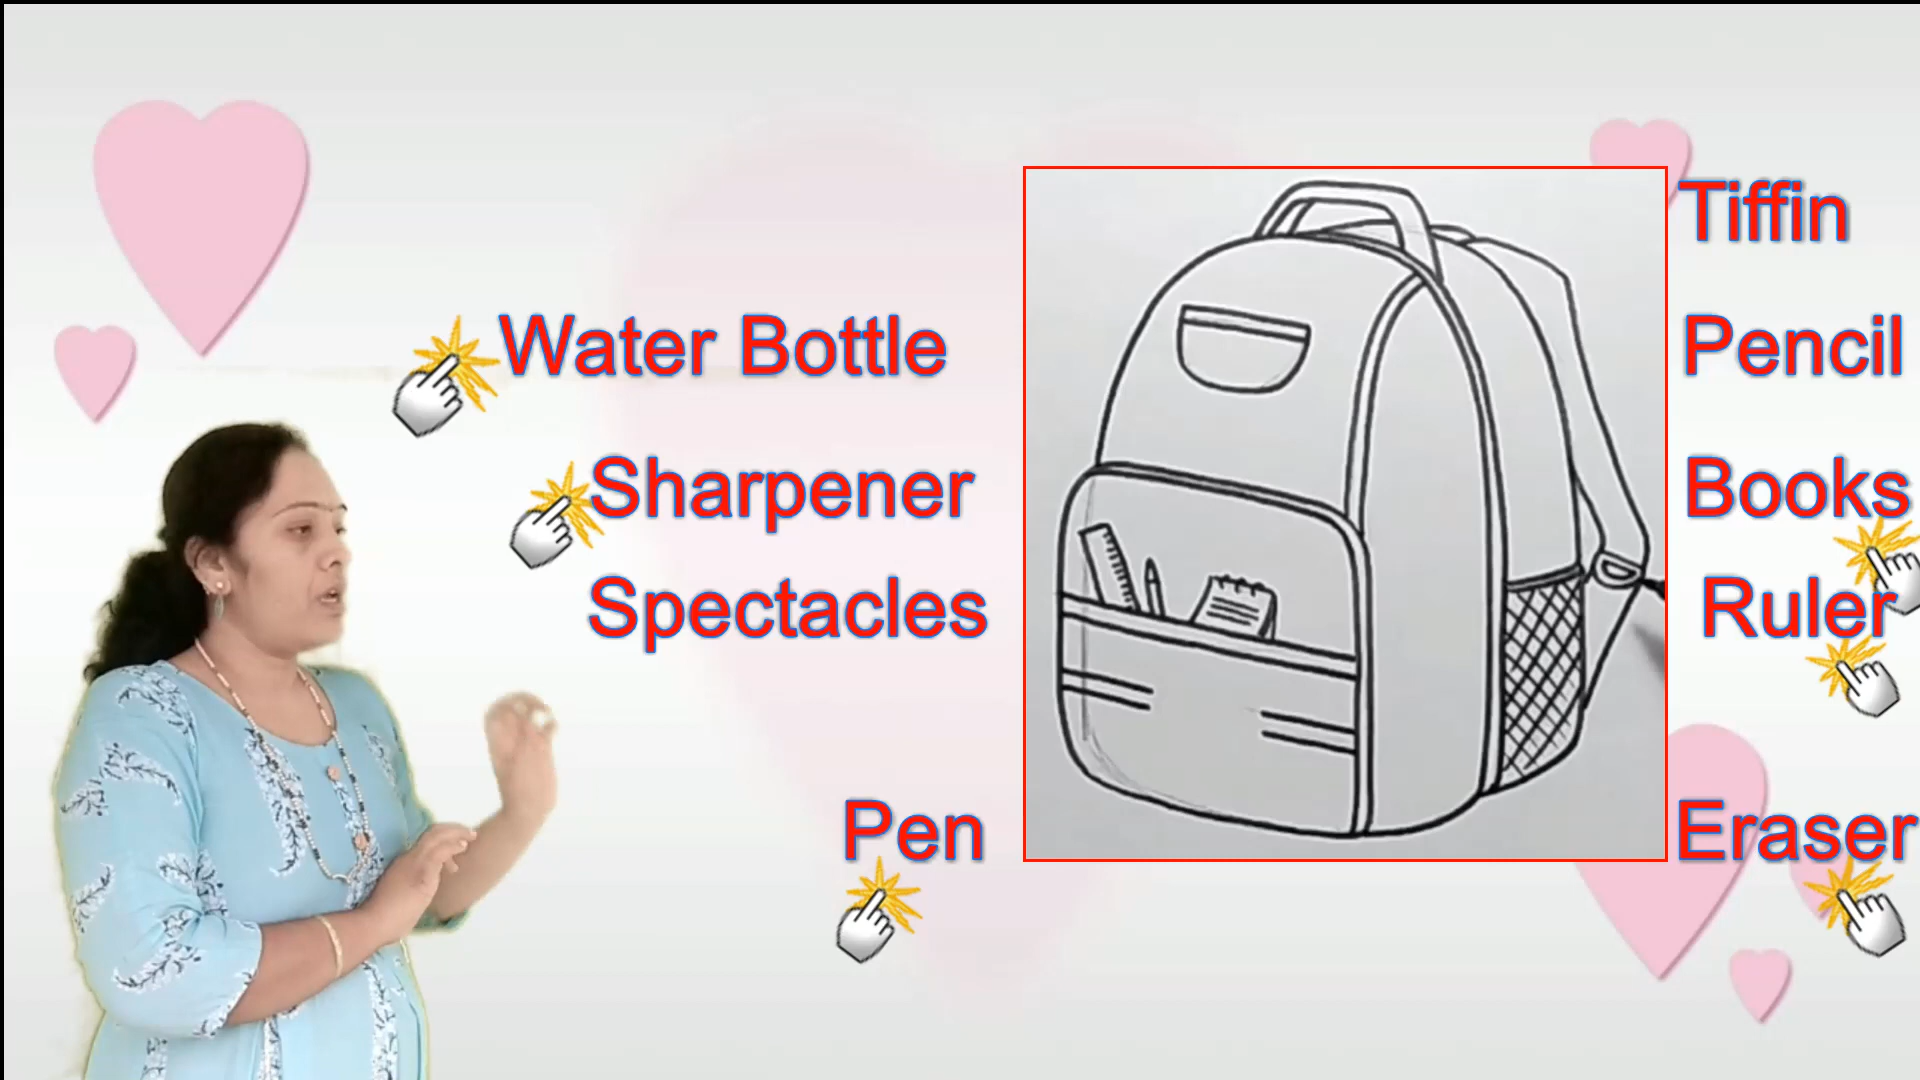 Tiffin
Water Bottle
Pencil
Sharpener
Books
Spectacles
Ruler
Pen
Eraser